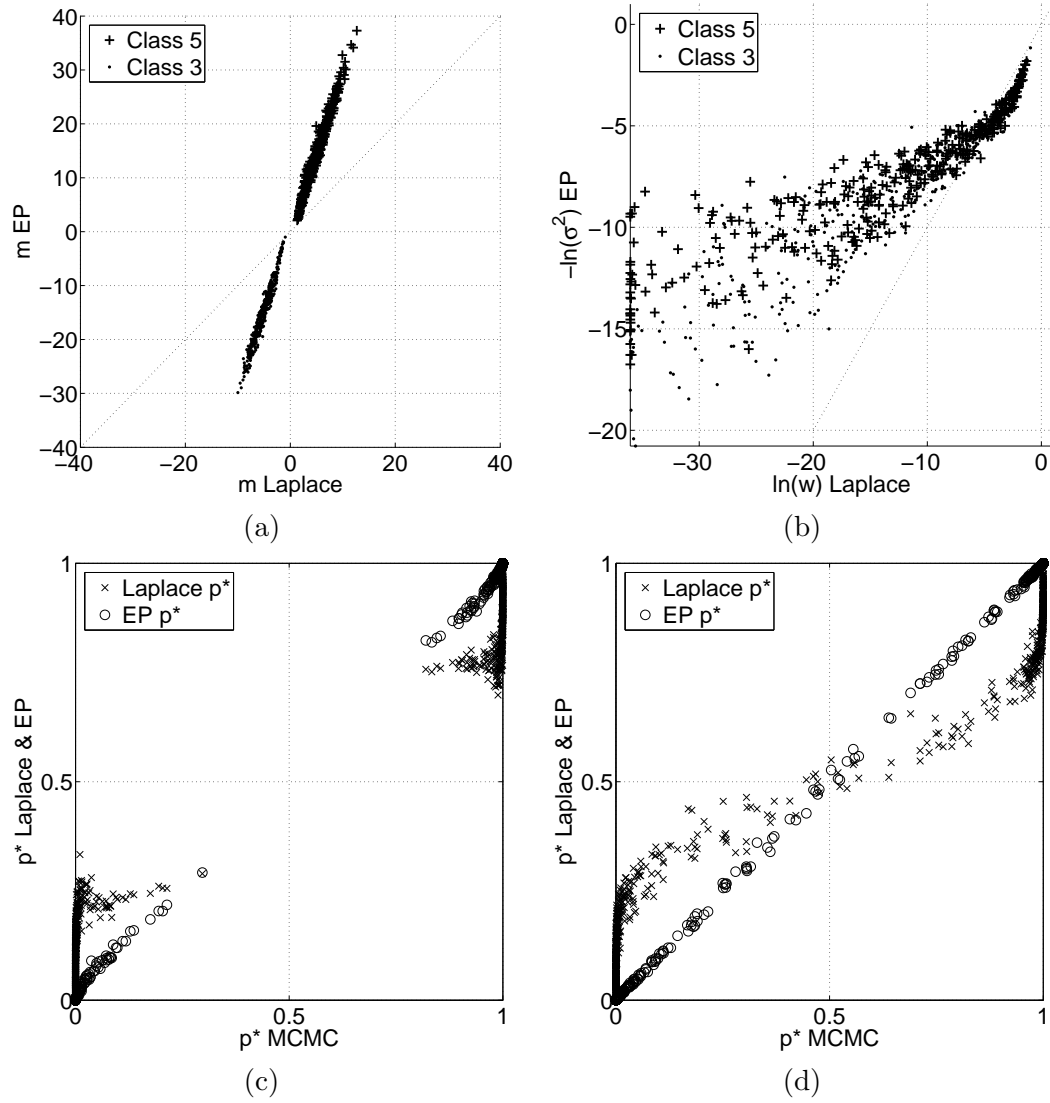 40
30
20
10
0
−10
−20
−30
−40
−40
−20
0
20
40
m EP
m Laplace
+ Class 5
· Class 3
(a)
0
−5
−10
−15
−20
−30
−20
−10
0
−ln(σ²) EP
ln(w) Laplace
+ Class 5
· Class 3
(b)
1
0.5
0
0
0.5
1
p* Laplace & EP
p* MCMC
× Laplace p*
○ EP p*
(c)
1
0.5
0
0
0.5
1
p* Laplace & EP
p* MCMC
× Laplace p*
○ EP p*
(d)